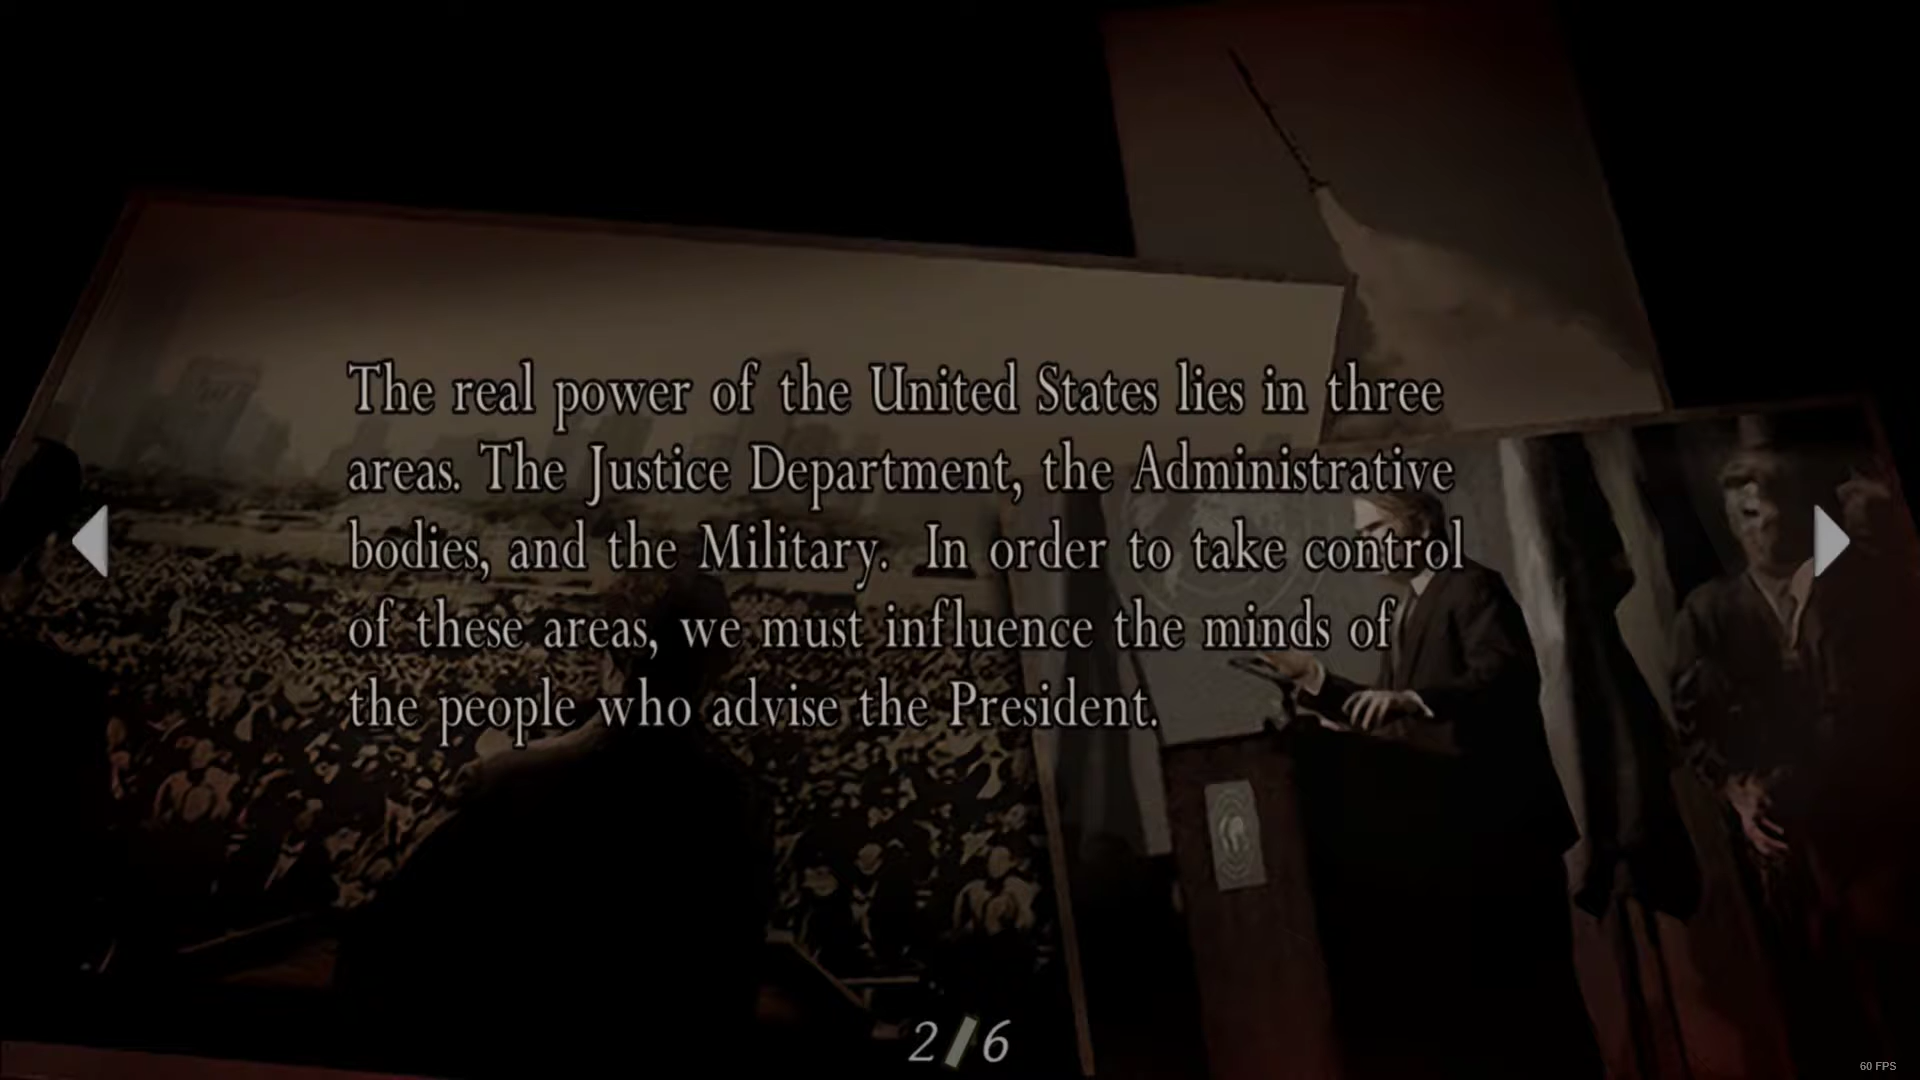 The real power of the United States lies in three
areas. The Justice Department, the Administrative
bodies, and the Military.  In order to take control
of these areas, we must influence the minds of
the people who advise the President.
2/6
60 FPS